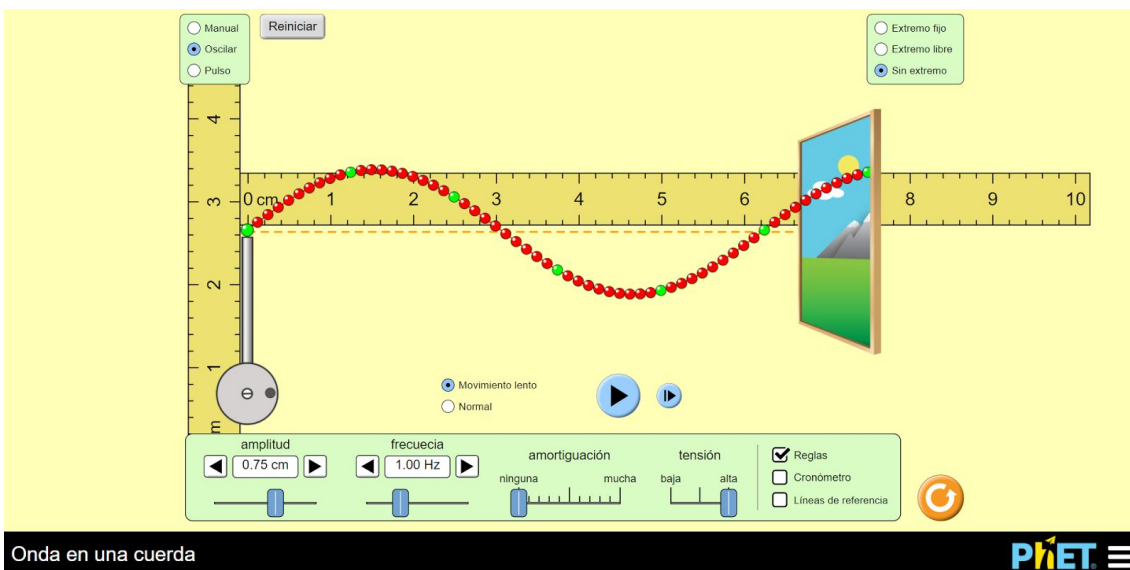 Manual
Oscilar
Pulso
Reiniciar
Extremo fijo
Extremo libre
Sin extremo
4
3
2
1
m
0 cm 1 2 3 4 5 6 8 9 10
Movimiento lento
Normal
amplitud
0.75 cm
frecuecia
1.00 Hz
amortiguación
ninguna mucha
tensión
baja alta
Reglas
Cronómetro
Líneas de referencia
Onda en una cuerda
PhET